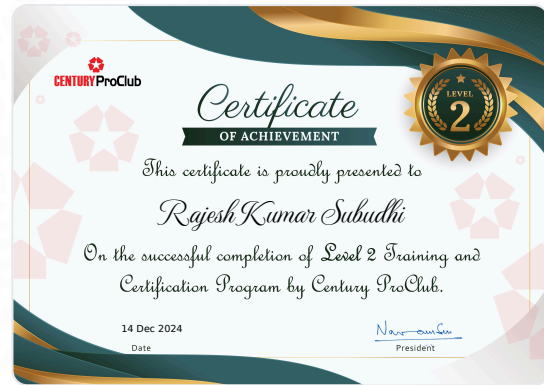 CENTURY ProClub
Certificate
OF ACHIEVEMENT
LEVEL
2
This certificate is proudly presented to
Rajesh Kumar Subudhi
On the successful completion of Level 2 Training and
Certification Program by Century ProClub.
14 Dec 2024
Date
President